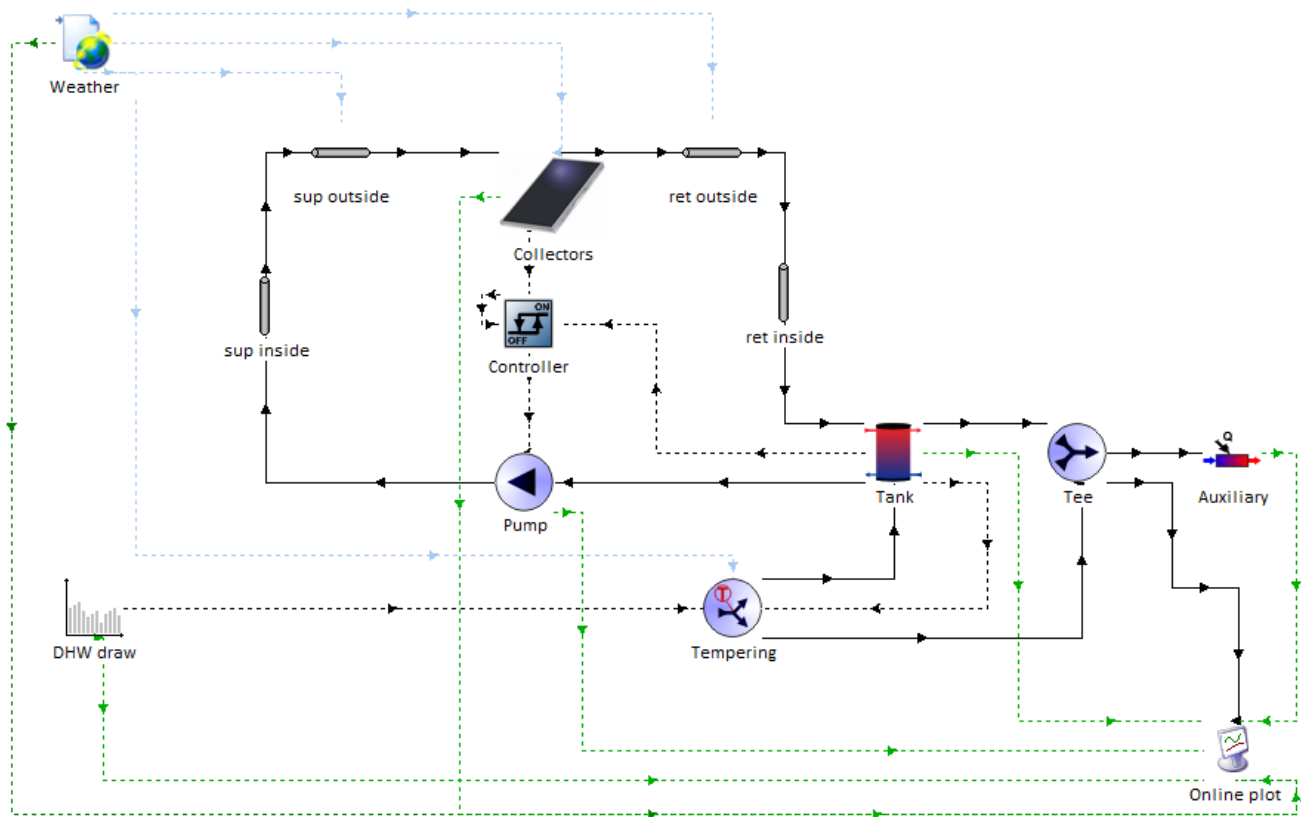 Weather
sup outside
ret outside
Collectors
ON
OFF
sup inside
ret inside
Controller
Q
Tank
Tee
Auxiliary
Pump
T
DHW draw
Tempering
Online plot